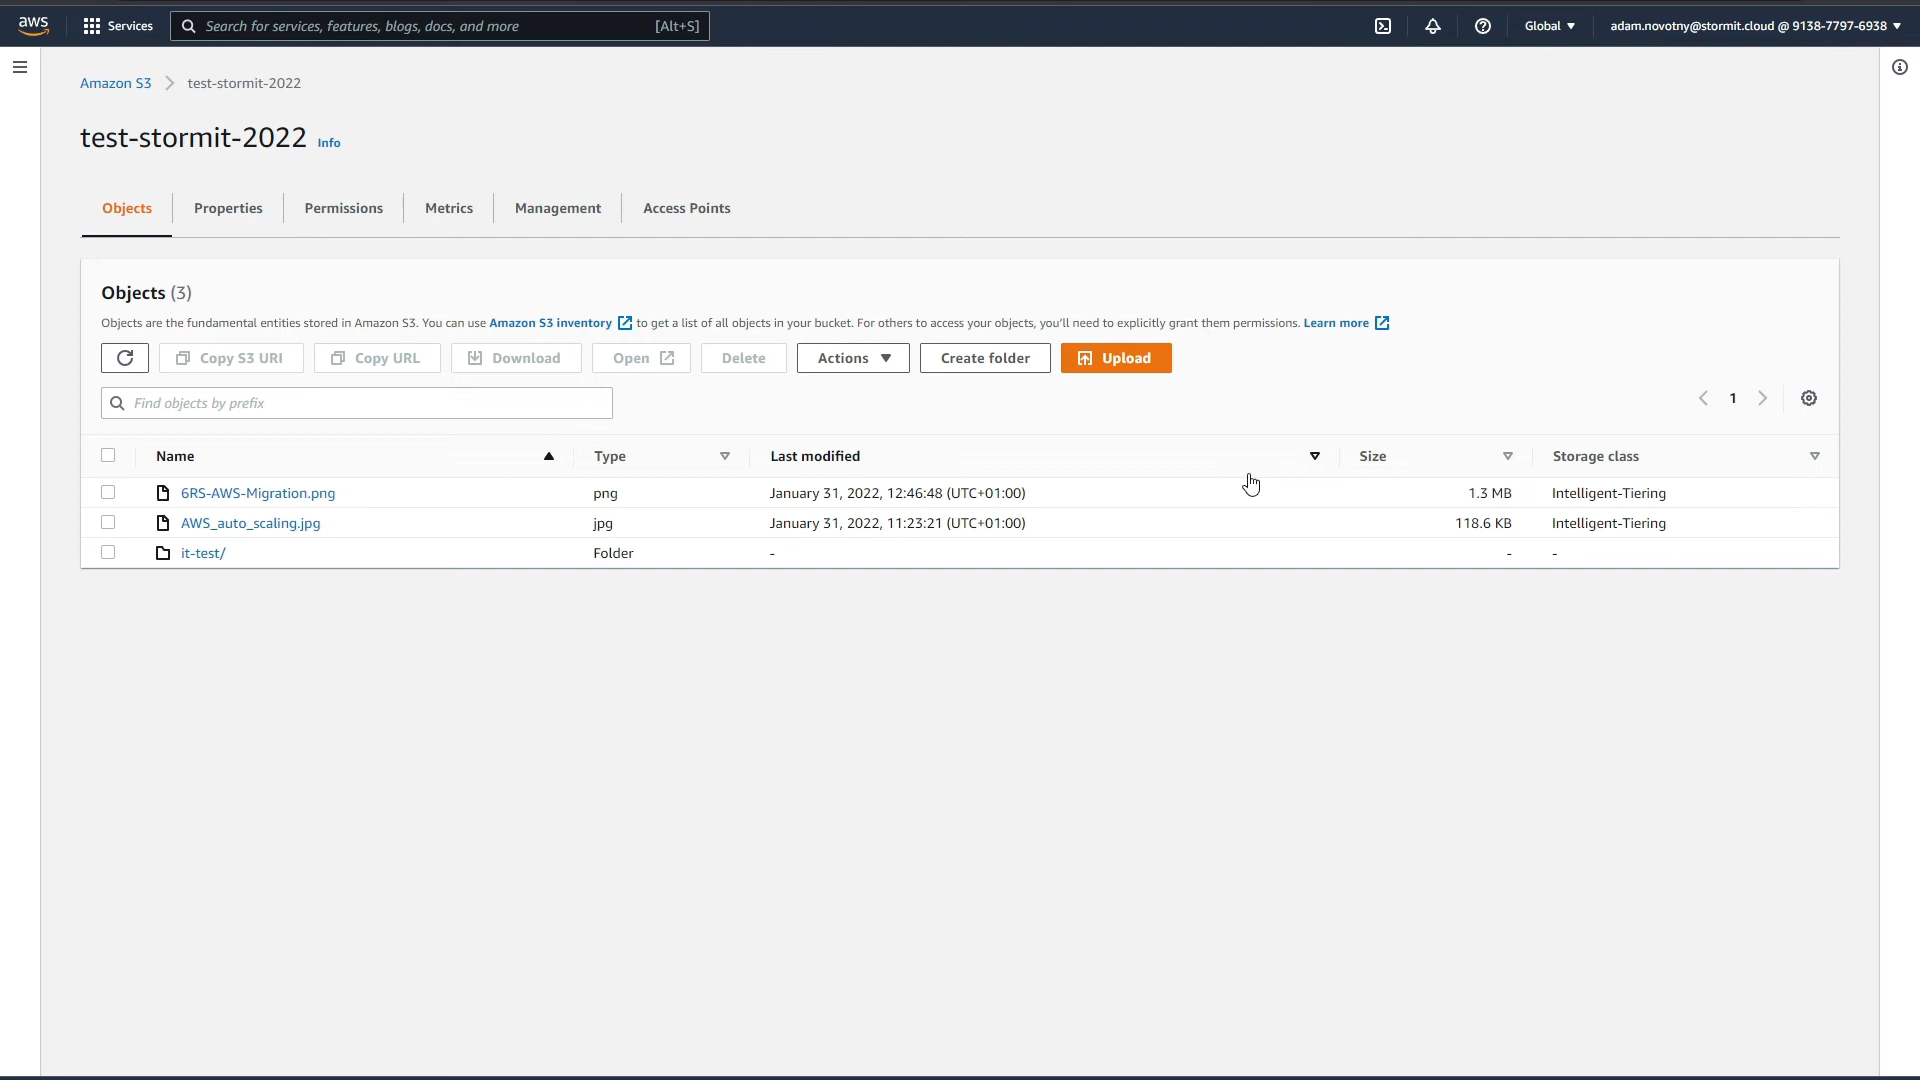 aws Services Search for services, features, blogs, docs, and more [Alt+S] Global adam.novotny@stormit.cloud @ 9138-7797-6938
Amazon S3 test-stormit-2022
test-stormit-2022 Info
Objects Properties Permissions Metrics Management Access Points
Objects (3)
Objects are the fundamental entities stored in Amazon S3. You can use Amazon S3 inventory to get a list of all objects in your bucket. For others to access your objects, you'll need to explicitly grant them permissions. Learn more
Copy S3 URI Copy URL Download Open Delete Actions Create folder Upload
Find objects by prefix 1
Name Type Last modified Size Storage class
6RS-AWS-Migration.png png January 31, 2022, 12:46:48 (UTC+01:00) 1.3 MB Intelligent-Tiering
AWS_auto_scaling.jpg jpg January 31, 2022, 11:23:21 (UTC+01:00) 118.6 KB Intelligent-Tiering
it-test/ Folder - - -